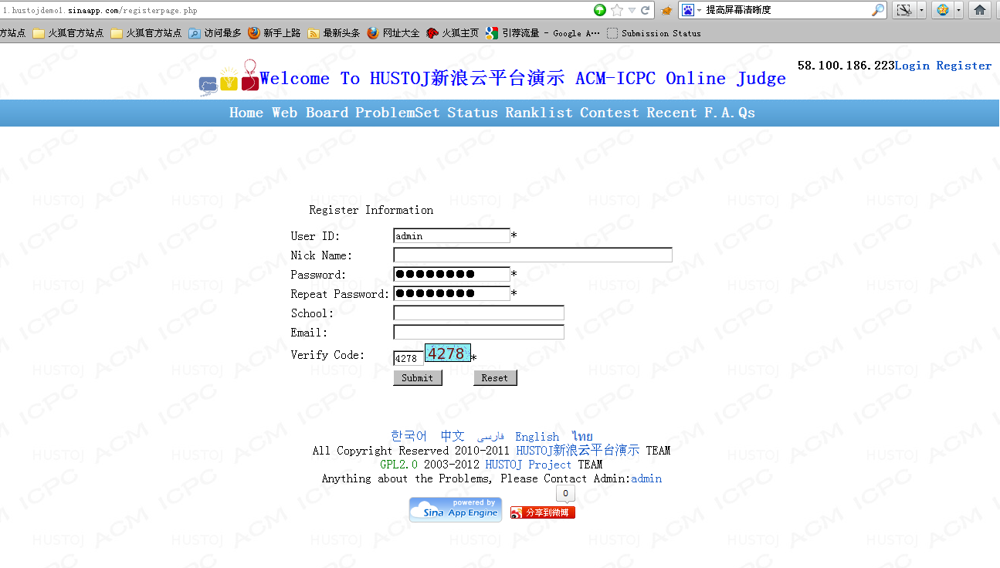 1.hustojdemo1.sinaapp.com/registerpage.php
提高屏幕清晰度
方站点 火狐官方站点 火狐官方站点 访问最多 新手上路 最新头条 网址大全 火狐主页 引荐流量 - Google A… Submission Status
58.100.186.223Login Register
Welcome To HUSTOJ新浪云平台演示 ACM-ICPC Online Judge
Home Web Board ProblemSet Status Ranklist Contest Recent F.A.Qs
Register Information
User ID: admin *
Nick Name:
Password: ●●●●●●●● *
Repeat Password: ●●●●●●●● *
School:
Email:
Verify Code: 4278 4278 *
Submit Reset
한국어 中文 فارسی English ไทย
All Copyright Reserved 2010-2011 HUSTOJ新浪云平台演示 TEAM
GPL2.0 2003-2012 HUSTOJ Project TEAM
Anything about the Problems, Please Contact Admin:admin
0
powered by
Sina App Engine
分享到微博
HUSTOJ ACM ICPC